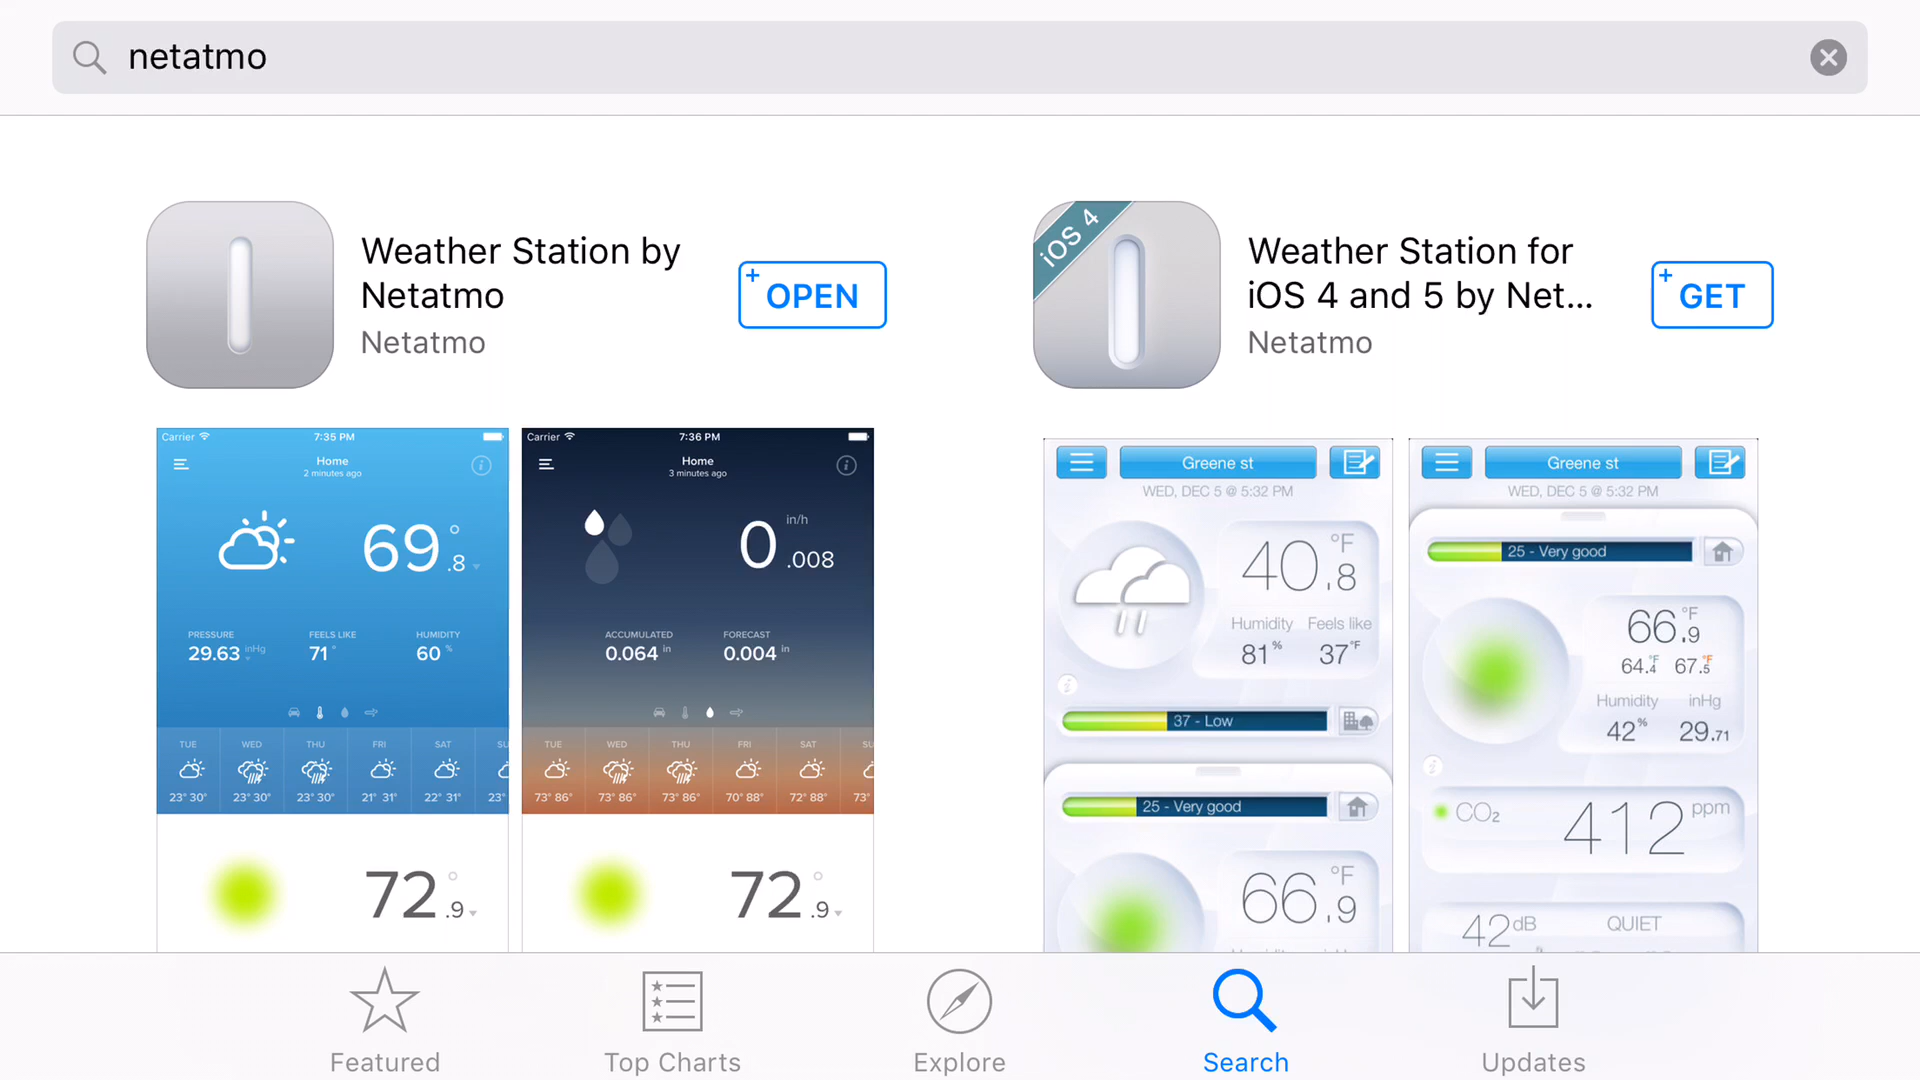 netatmo
Weather Station by
Netatmo
Netatmo
+ OPEN
iOS 4
Weather Station for
iOS 4 and 5 by Net...
Netatmo
+ GET
Carrier 7:35 PM
Home
2 minutes ago
69.8°
PRESSURE FEELS LIKE HUMIDITY
29.63 inHg 71° 60%
TUE WED THU FRI SAT SU
23° 30° 23° 30° 23° 30° 21° 31° 22° 31° 23°
72.9°
Carrier 7:36 PM
Home
3 minutes ago
0.008 in/h
ACCUMULATED FORECAST
0.064 in 0.004 in
TUE WED THU FRI SAT SU
73° 86° 73° 86° 73° 86° 70° 88° 72° 88° 73°
72.9°
Greene st
WED, DEC 5 @ 5:32 PM
40.8 °F
Humidity Feels like
81% 37°F
37 - Low
25 - Very good
66.9 °F
Greene st
WED, DEC 5 @ 5:32 PM
25 - Very good
66.9 °F
64.4°F 67.5°F
Humidity inHg
42% 29.71
CO2 412 ppm
42 dB QUIET
Featured
Top Charts
Explore
Search
Updates